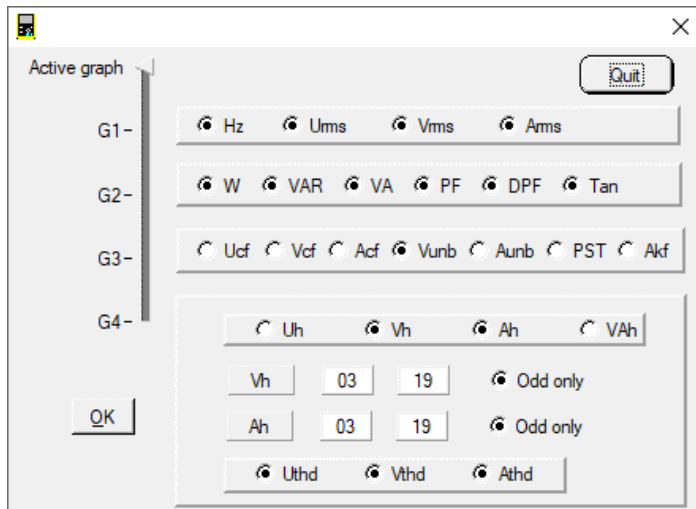 Active graph
Quit
G1- Hz Urms Vrms Arms
G2- W VAR VA PF DPF Tan
G3- Ucf Vcf Acf Vunb Aunb PST Akf
G4- Uh Vh Ah VAh
Vh 03 19 Odd only
OK
Ah 03 19 Odd only
Uthd Vthd Athd